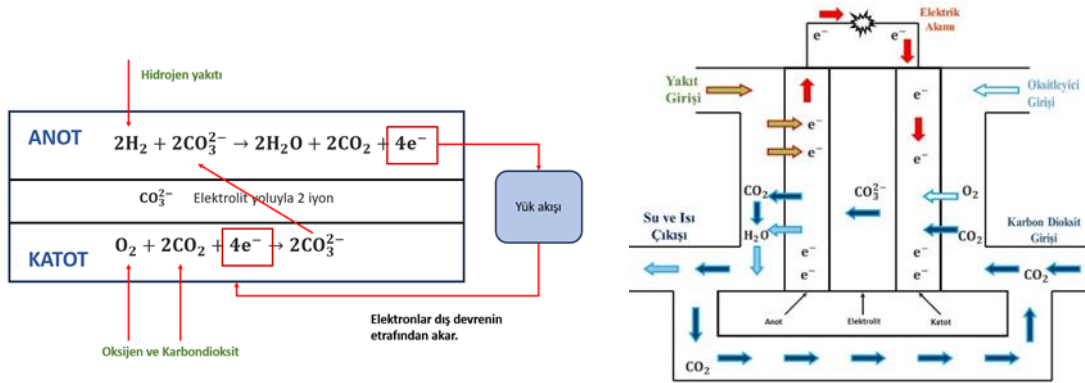 Hidrojen yakıtı
ANOT 2H₂ + 2CO₃²⁻ → 2H₂O + 2CO₂ + 4e⁻
CO₃²⁻ Elektrolit yoluyla 2 iyon
Yük akışı
KATOT O₂ + 2CO₂ + 4e⁻ → 2CO₃²⁻
Elektronlar dış devrenin
etrafından akar.
Oksijen ve Karbondioksit
Elektrik
Akımı
e⁻ e⁻
Yakıt
Girişi
Oksitleyici
Girişi
e⁻
e⁻
e⁻
e⁻
CO₂ CO₃²⁻ O₂
Su ve Isı
Çıkışı
H₂O CO₂
Karbon Dioksit
Girişi
e⁻ e⁻
e⁻ e⁻
CO₂
Anot Elektrolit Katot
CO₂